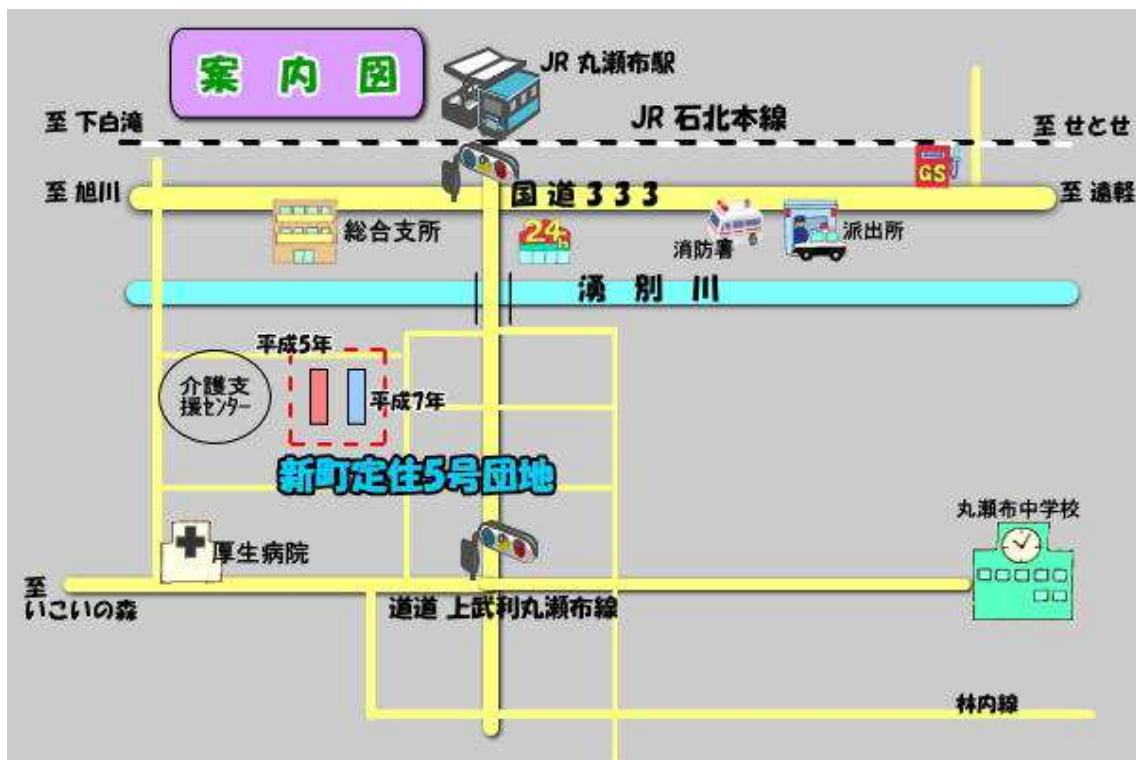 案内図
JR 丸瀬布駅
至 下白滝
JR 石北本線
至 せとせ
GS
至 旭川
国道333
至 遠軽
総合支所
24h
消防署
派出所
湧別川
平成5年
介護支
援センター
平成7年
新町定住5号団地
丸瀬布中学校
厚生病院
至
いこいの森
道道 上武利丸瀬布線
林内線